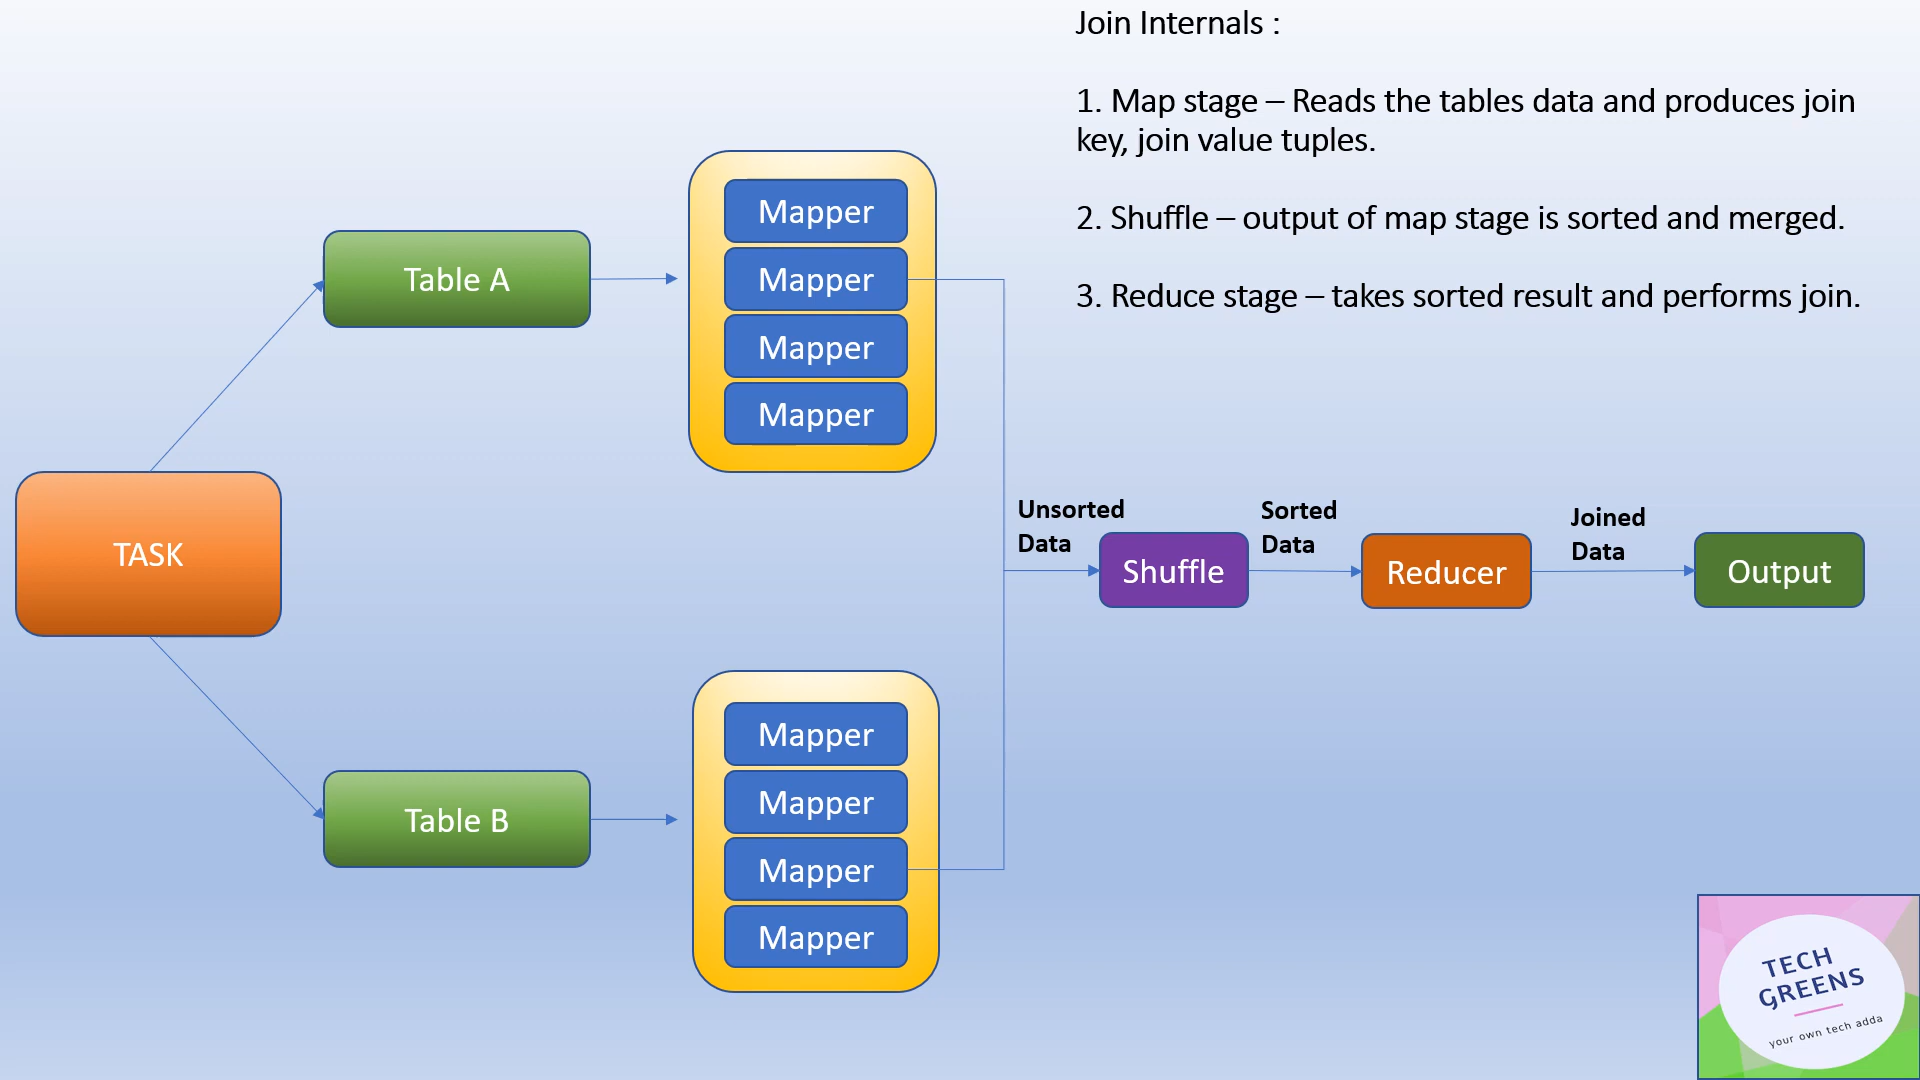 Join Internals :
1. Map stage – Reads the tables data and produces join
key, join value tuples.
2. Shuffle – output of map stage is sorted and merged.
3. Reduce stage – takes sorted result and performs join.
Mapper
Mapper
Mapper
Mapper
Table A
TASK
Unsorted
Data
Shuffle
Sorted
Data
Reducer
Joined
Data
Output
Table B
Mapper
Mapper
Mapper
Mapper
TECH
GREENS
your own tech adda